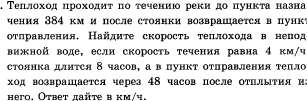 . Теплоход проходит по течению реки до пункта назна
чения 384 км и после стоянки возвращается в пункт
отправления. Найдите скорость теплохода в непод
вижной воде, если скорость течения равна 4 км/ч
стоянка длится 8 часов, а в пункт отправления тепло
ход возвращается через 48 часов после отплытия из
него. Ответ дайте в км/ч.